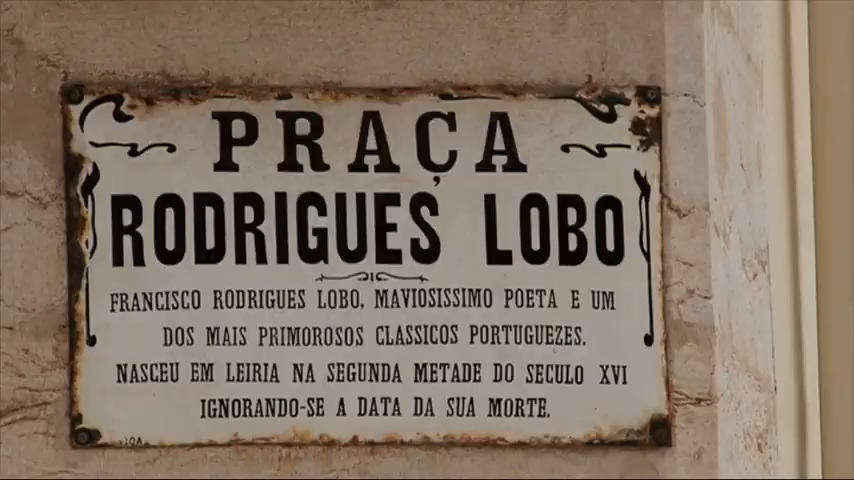 PRAÇA
RODRIGUES LOBO
FRANCISCO RODRIGUES LOBO, MAVIOSISSIMO POETA E UM
DOS MAIS PRIMOROSOS CLASSICOS PORTUGUEZES.
NASCEU EM LEIRIA NA SEGUNDA METADE DO SECULO XVI
IGNORANDO-SE A DATA DA SUA MORTE.